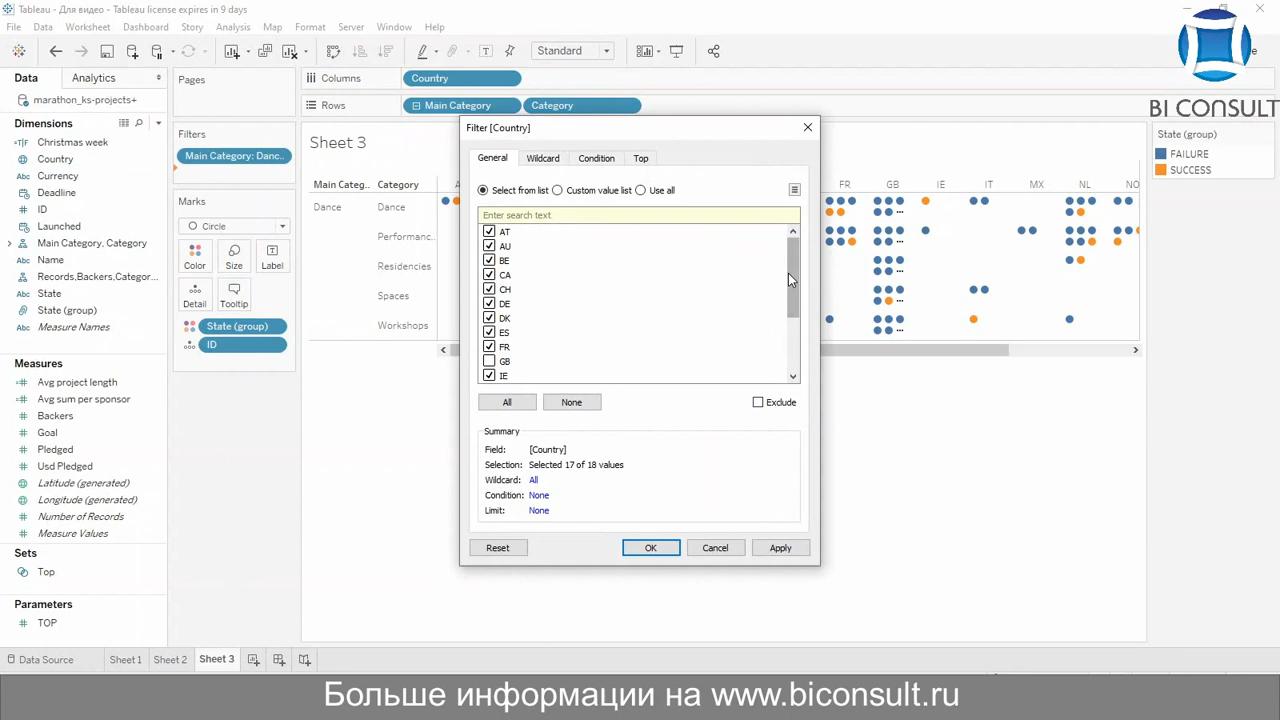 Tableau - Для видео - Tableau license expires in 9 days
File Data Worksheet Dashboard Story Analysis Map Format Server Window Help
Standard
BI CONSULT
Data Analytics
marathon_ks-projects+
Dimensions
Christmas week
Country
Currency
Deadline
ID
Launched
Main Category, Category
Name
Records,Backers,Categor...
State
State (group)
Measure Names
Measures
Avg project length
Avg sum per sponsor
Backers
Goal
Pledged
Usd Pledged
Latitude (generated)
Longitude (generated)
Number of Records
Measure Values
Sets
Top
Parameters
TOP
Pages
Filters
Main Category: Danc..
Marks
Circle
Color Size Label
Detail Tooltip
State (group)
ID
Columns Country
Rows Main Category Category
Sheet 3
Main Categ.. Category
FR GB IE IT MX NL NO
Dance Dance
Performanc..
Residencies
Spaces
Workshops
State (group)
FAILURE
SUCCESS
Filter [Country]
General Wildcard Condition Top
Select from list Custom value list Use all
Enter search text
AT
AU
BE
CA
CH
DE
DK
ES
FR
GB
IE
All None Exclude
Summary
Field: [Country]
Selection: Selected 17 of 18 values
Wildcard: All
Condition: None
Limit: None
Reset OK Cancel Apply
Data Source Sheet 1 Sheet 2 Sheet 3
Больше информации на www.biconsult.ru